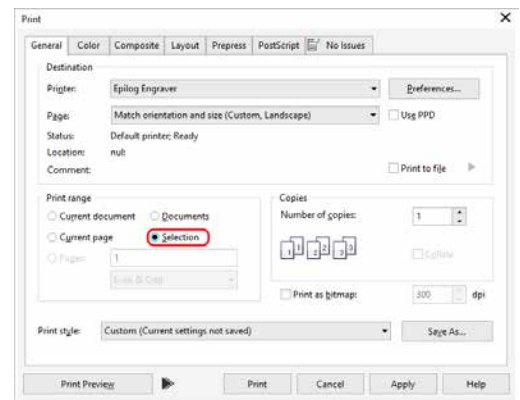 Print
General Color Composite Layout Prepress PostScript No Issues
Destination
Printer: Epilog Engraver Preferences...
Page: Match orientation and size (Custom, Landscape) Use PPD
Status: Default printer; Ready
Location: nul:
Comment: Print to file
Print range Copies
Current document Documents Number of copies: 1
Current page Selection
Pages: 1 Collate
Even & Odd
Print as bitmap: 300 dpi
Print style: Custom (Current settings not saved) Save As...
Print Preview Print Cancel Apply Help